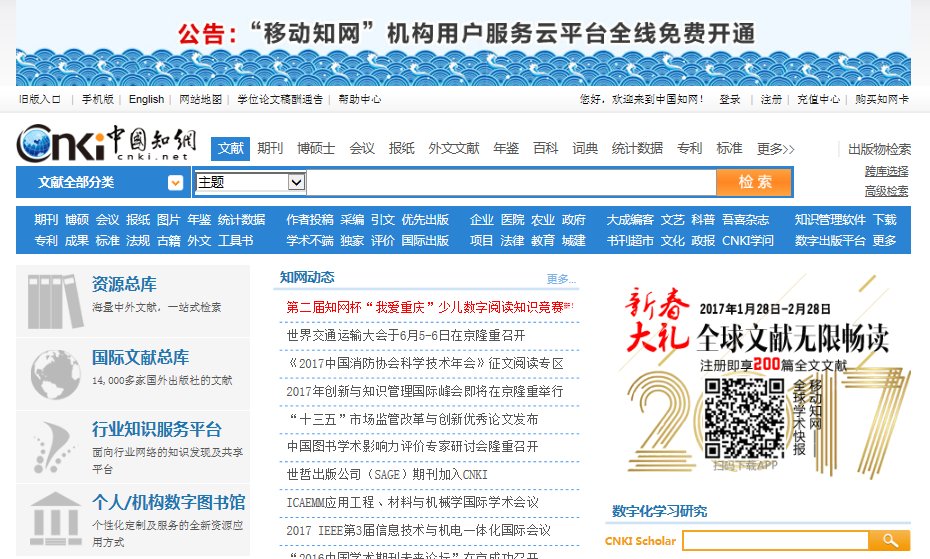 公告：“移动知网”机构用户服务云平台全线免费开通
旧版入口 | 手机版 | English | 网站地图 | 学位论文稿酬通告 | 帮助中心
您好，欢迎来到中国知网！ 登录 | 注册 | 充值中心 | 购买知网卡
Cnki中国知網
cnki.net
文献 期刊 博硕士 会议 报纸 外文文献 年鉴 百科 词典 统计数据 专利 标准 更多>>
出版物检索
文献全部分类 主题 检索
跨库选择
高级检索
期刊 博硕 会议 报纸 图片 年鉴 统计数据 作者投稿 采编 引文 优先出版 企业 医院 农业 政府 大成编客 文艺 科普 吾喜杂志 知识管理软件 下载
专利 成果 标准 法规 古籍 外文 工具书 学术不端 独家 评价 国际出版 项目 法律 教育 城建 书刊超市 文化 政报 CNKI学问 数字出版平台 更多
资源总库
海量中外文献，一站式检索
国际文献总库
14,000多家国外出版社的文献
行业知识服务平台
面向行业网络的知识发现及共享
平台
个人/机构数字图书馆
个性化定制及服务的全新资源应
用方式
知网动态 更多...
第二届知网杯“我爱重庆”少儿数字阅读知识竞赛
世界交通运输大会于6月5-6日在京隆重召开
《2017中国消防协会科学技术年会》征文阅读专区
2017年创新与知识管理国际峰会即将在京隆重举行
“十三五”市场监管改革与创新优秀论文发布
中国图书学术影响力评价专家研讨会隆重召开
世哲出版公司（SAGE）期刊加入CNKI
ICAEMM应用工程、材料与机械学国际学术会议
2017 IEEE第3届信息技术与机电一体化国际会议
“2016中国学术期刊未来论坛”在京成功召开
新春
大礼
2017年1月28日-2月28日
全球文献无限畅读
注册即享200篇全文文献
2017
移动知网
全球学术快报
扫码下载APP
数字化学习研究
CNKI Scholar